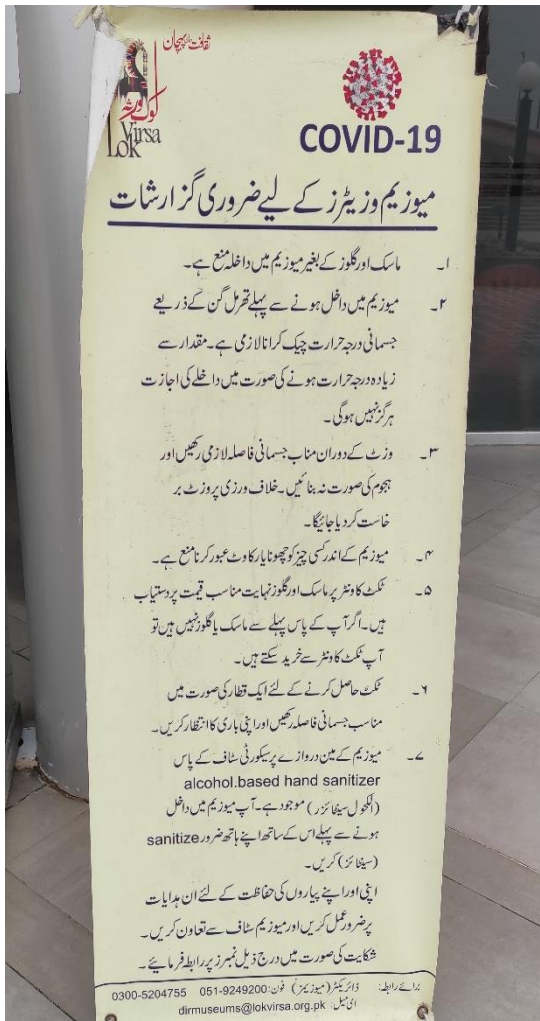 ثقافت ہماری پہچان
لوک ورثہ
Lok Virsa
COVID-19
میوزیم وزیٹرز کے لیے ضروری گزارشات
۱۔ ماسک اور گلوز کے بغیر میوزیم میں داخلہ منع ہے۔
۲۔ میوزیم میں داخل ہونے سے پہلے تھرمل گن کے ذریعے
جسمانی درجہ حرارت چیک کرانا لازمی ہے۔ مقدار سے
زیادہ درجہ حرارت ہونے کی صورت میں داخلے کی اجازت
ہرگز نہیں ہوگی۔
۳۔ وزٹ کے دوران مناب جسمانی فاصلہ لازمی رکھیں اور
ہجوم کی صورت نہ بنائیں۔ خلاف ورزی پر وزٹ بر
خاست کر دیا جائیگا۔
۴۔ میوزیم کے اندر کسی چیز کو چھونا یا رکاوٹ عبور کرنا منع ہے۔
۵۔ ٹکٹ کاونٹر پر ماسک اور گلوز نہایت مناسب قیمت پر دستیاب
ہیں۔ اگر آپ کے پاس پہلے سے ماسک یا گلوز نہیں ہیں تو
آپ ٹکٹ کاونٹر سے خرید سکتے ہیں۔
۶۔ ٹکٹ حاصل کرنے کے لئے ایک قطار کی صورت میں
مناسب جسمانی فاصلہ رکھیں اور اپنی باری کا انتظار کریں۔
۷۔ میوزیم کے مین دروازے پر سیکورٹی سٹاف کے پاس
alcohol.based hand sanitizer
(الکحول سینٹائزر) موجود ہے۔ آپ میوزیم میں داخل
ہونے سے پہلے اس کے ساتھ اپنے ہاتھ ضرور sanitize
(سینٹائز) کریں۔
اپنی اور اپنے پیاروں کی حفاظت کے لئے ان ہدایات
پر ضرور عمل کریں اور میوزیم سٹاف سے تعاون کریں۔
شکایت کی صورت میں درج ذیل نمبرز پر رابطہ فرمائیے۔
برائے رابطہ: ڈائریکٹر (میوزیمز) فون: 051-9249200 0300-5204755
ای میل: dirmuseums@lokvirsa.org.pk